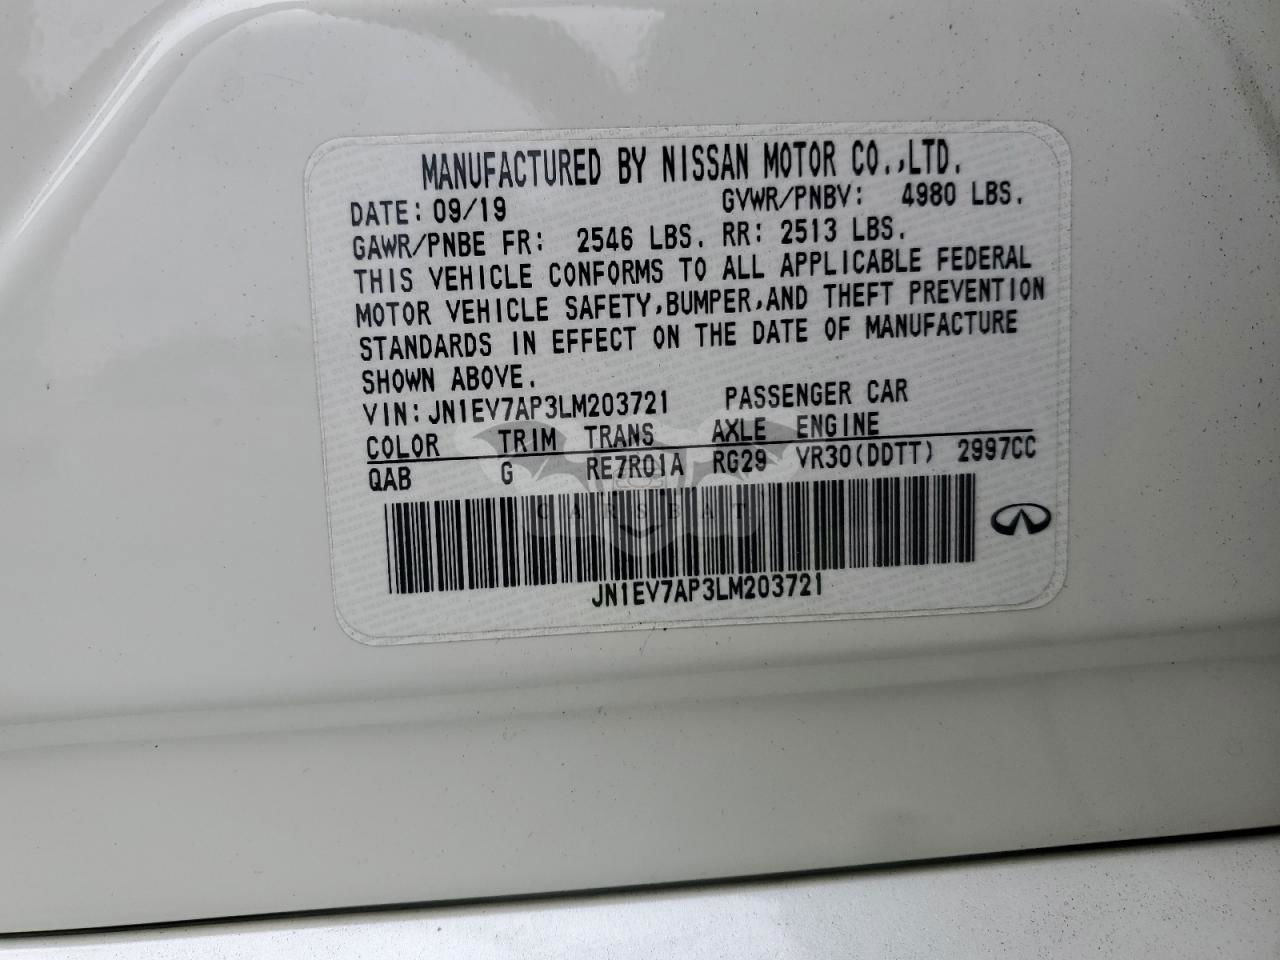 MANUFACTURED BY NISSAN MOTOR CO.,LTD.
DATE: 09/19 GVWR/PNBV: 4980 LBS.
GAWR/PNBE FR: 2546 LBS. RR: 2513 LBS.
THIS VEHICLE CONFORMS TO ALL APPLICABLE FEDERAL
MOTOR VEHICLE SAFETY,BUMPER,AND THEFT PREVENTION
STANDARDS IN EFFECT ON THE DATE OF MANUFACTURE
SHOWN ABOVE.
VIN: JN1EV7AP3LM203721 PASSENGER CAR
COLOR TRIM TRANS AXLE ENGINE
QAB G RE7R01A RG29 VR30(DDTT) 2997CC
CARSBAT
JN1EV7AP3LM203721